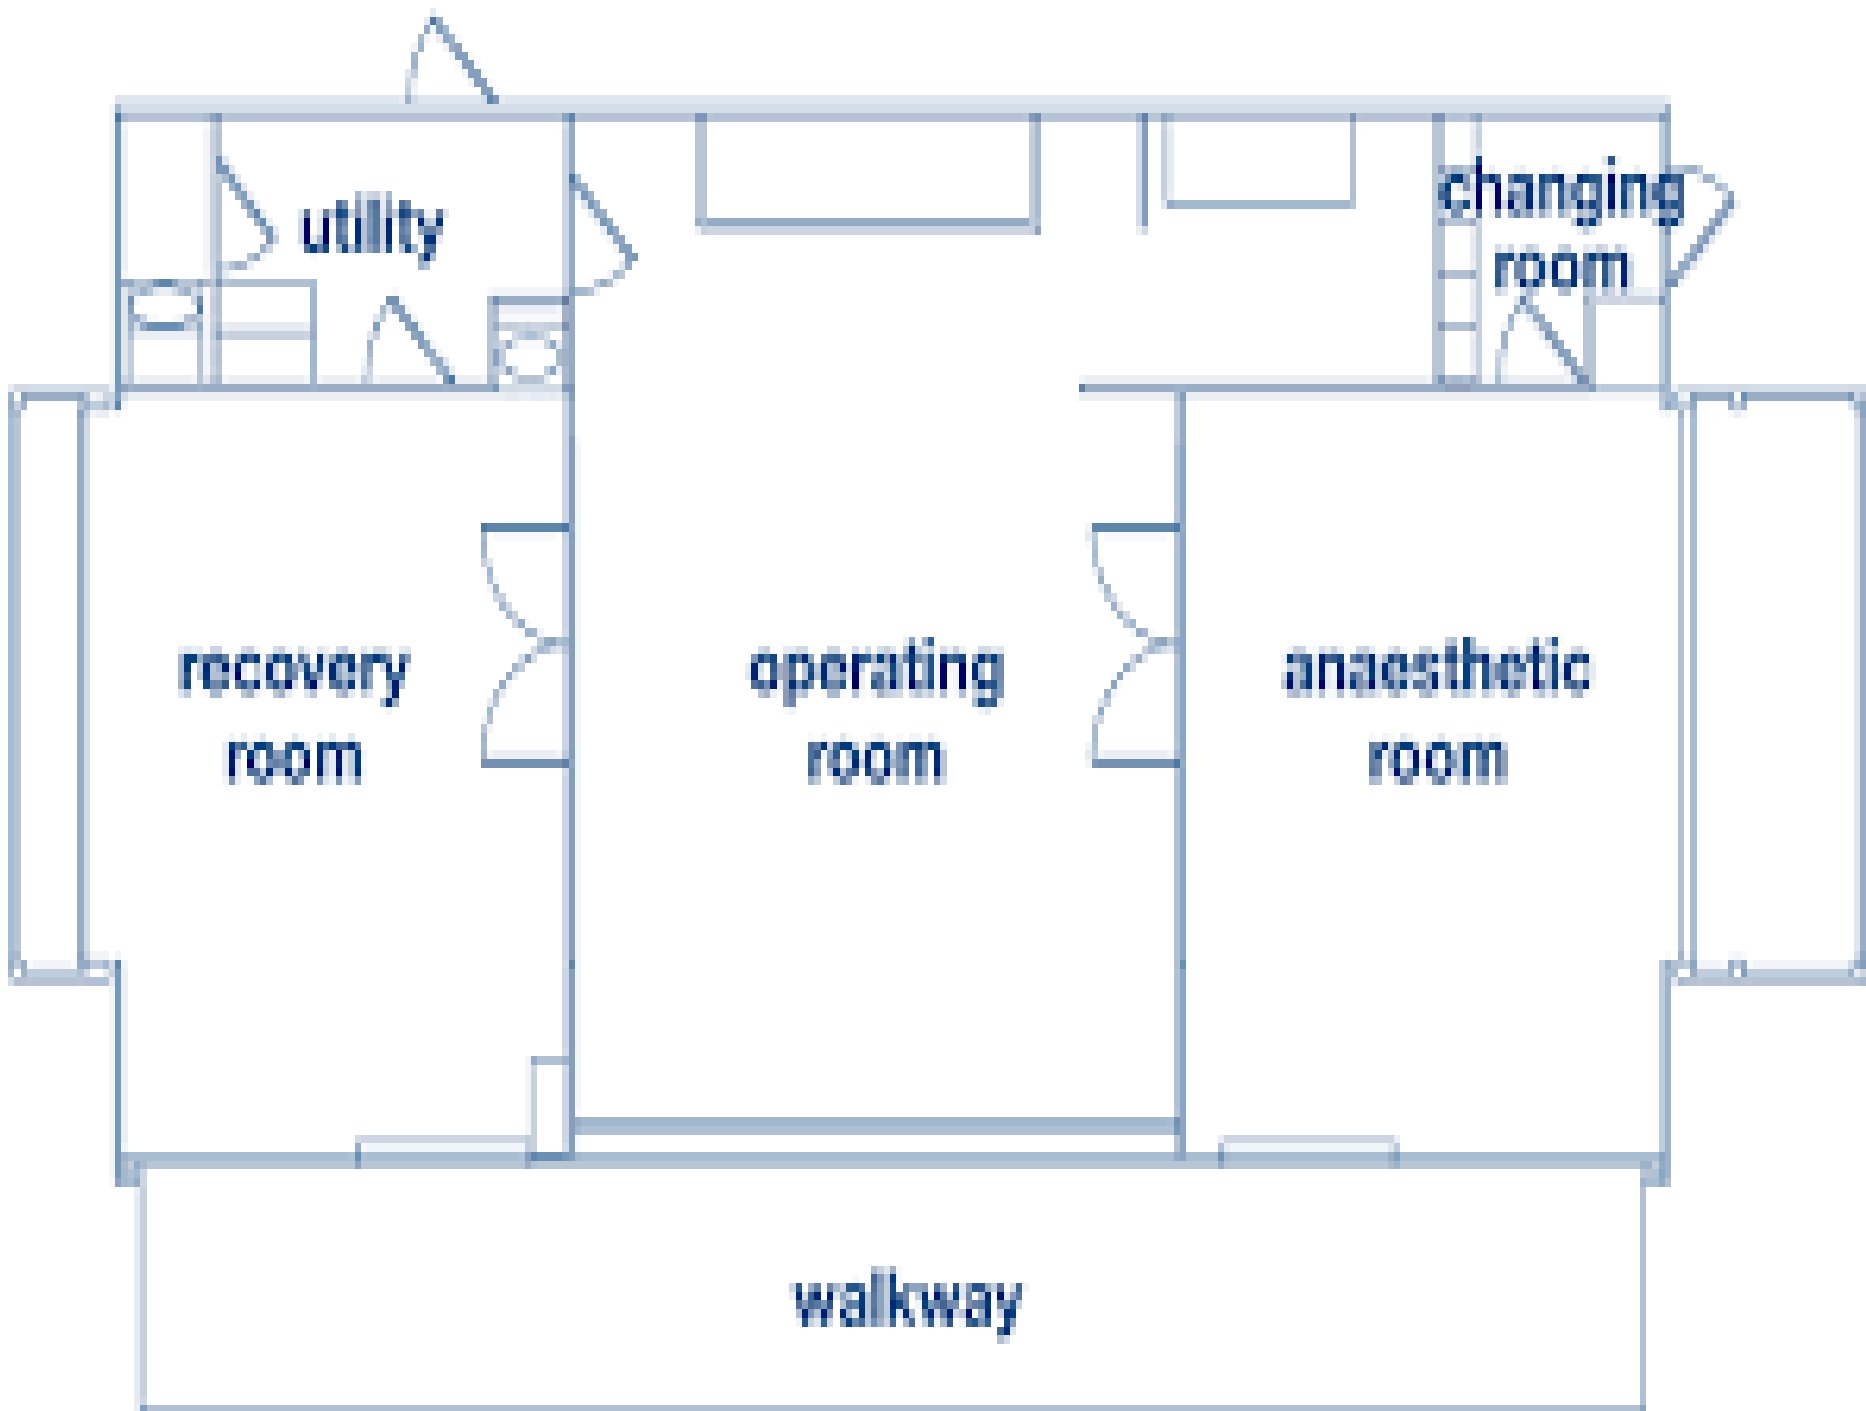 utility
changing
room
recovery
room
operating
room
anaesthetic
room
walkway